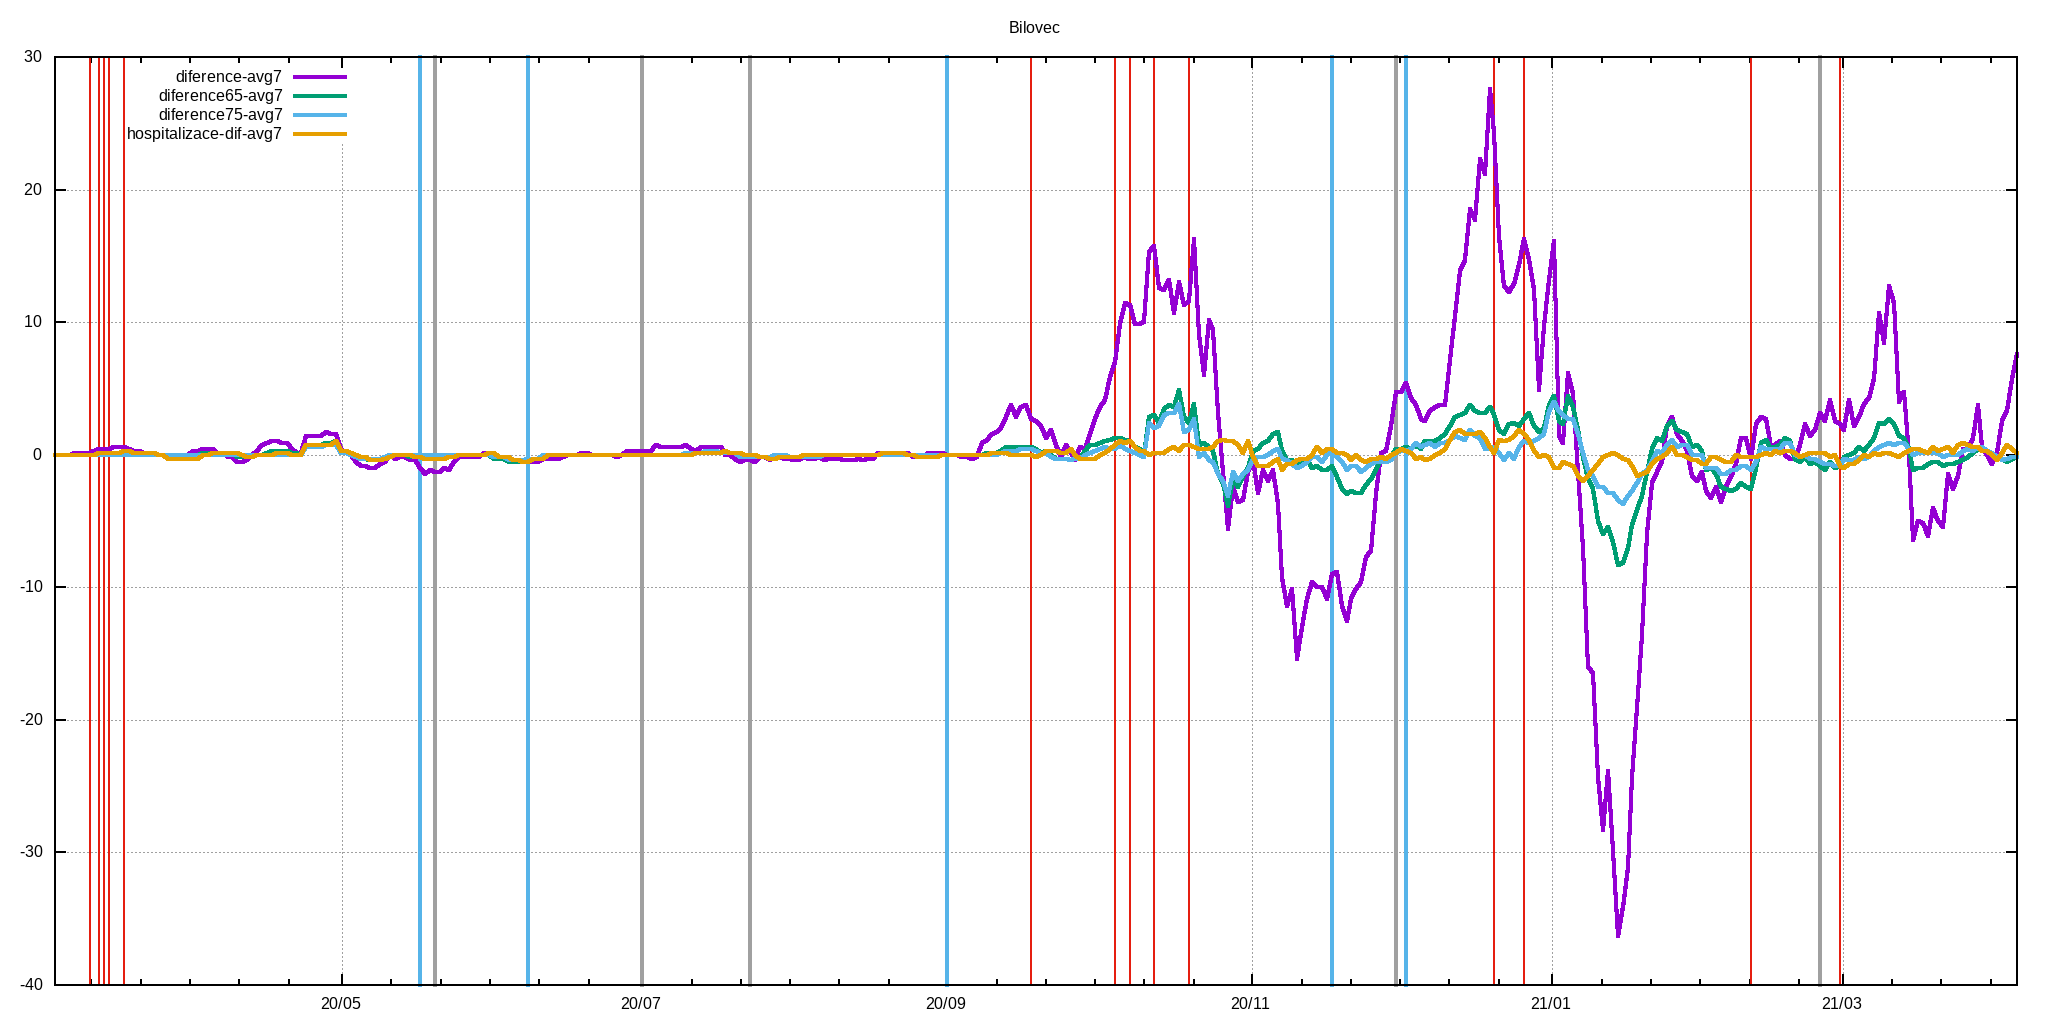 Bilovec
diference-avg7
diference65-avg7
diference75-avg7
hospitalizace-dif-avg7
30
20
10
0
-10
-20
-30
-40
20/05 20/07 20/09 20/11 21/01 21/03